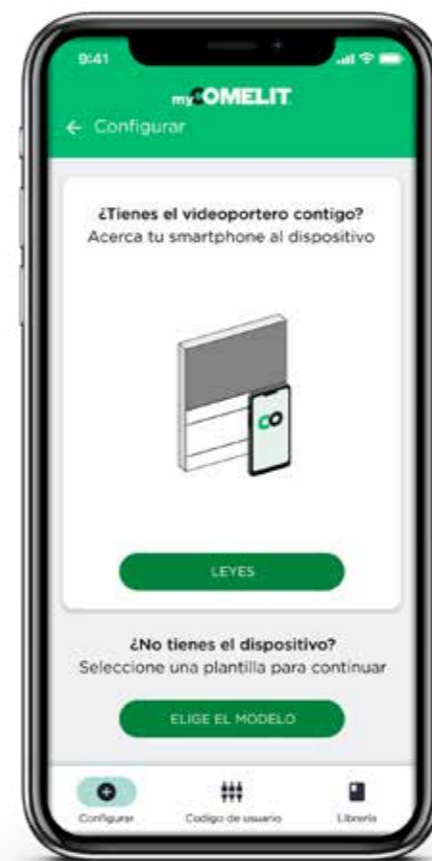 9:41
myCOMELIT
← Configurar
¿Tienes el videoportero contigo?
Acerca tu smartphone al dispositivo
LEYES
¿No tienes el dispositivo?
Seleccione una plantilla para continuar
ELIGE EL MODELO
Configurar
Codigo de usuario
Librería